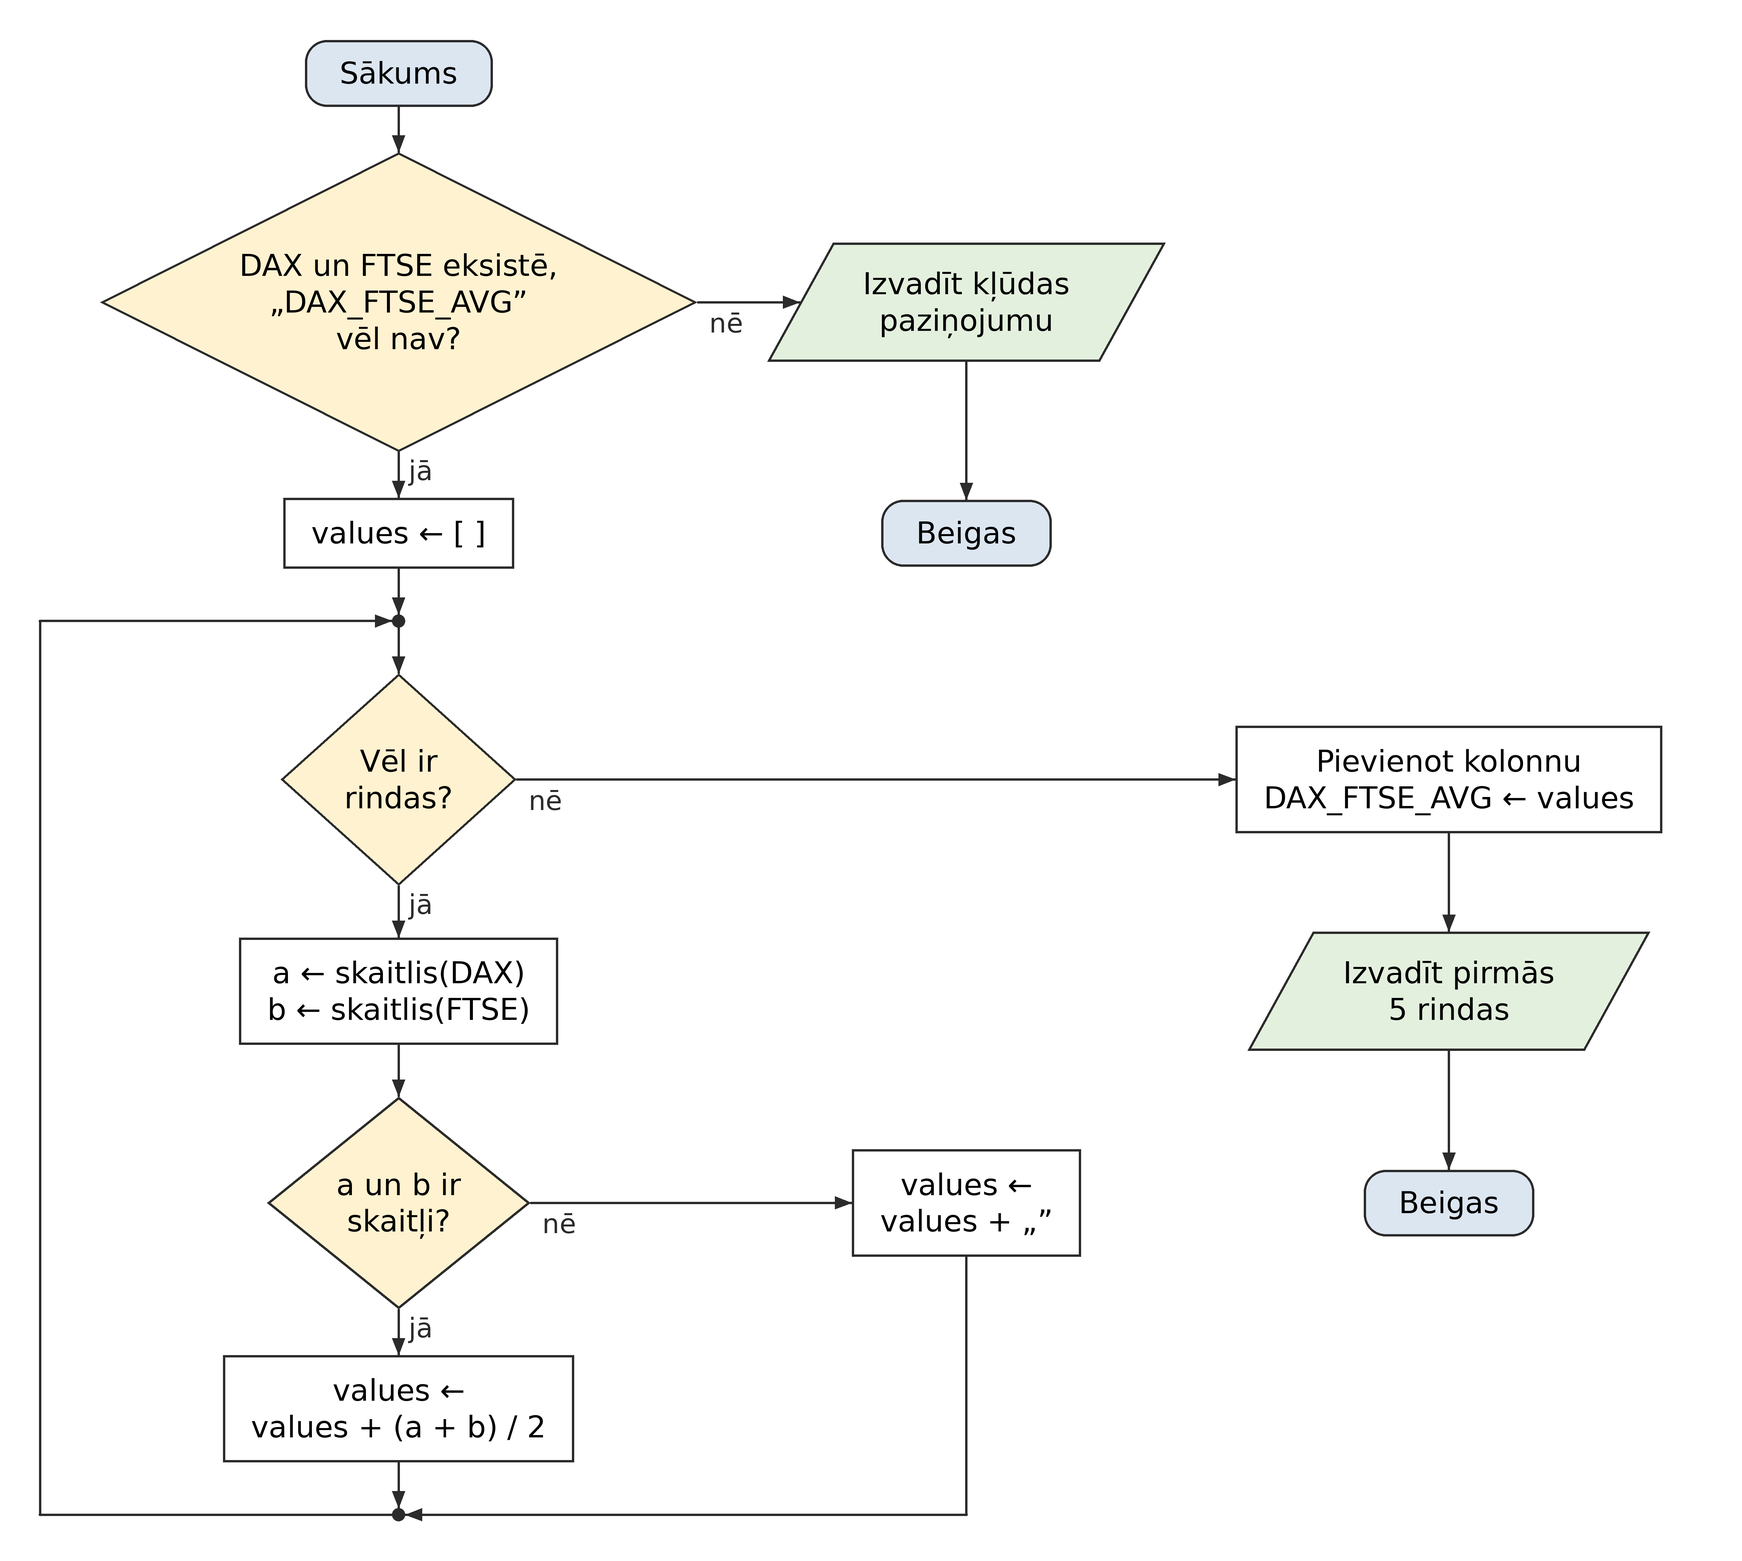 Sākums
DAX un FTSE eksistē,
„DAX_FTSE_AVG”
vēl nav?
nē
Izvadīt kļūdas
paziņojumu
Beigas
jā
values ← [ ]
Vēl ir
rindas?
nē
Pievienot kolonnu
DAX_FTSE_AVG ← values
Izvadīt pirmās
5 rindas
Beigas
jā
a ← skaitlis(DAX)
b ← skaitlis(FTSE)
a un b ir
skaitļi?
nē
values ←
values + „”
jā
values ←
values + (a + b) / 2